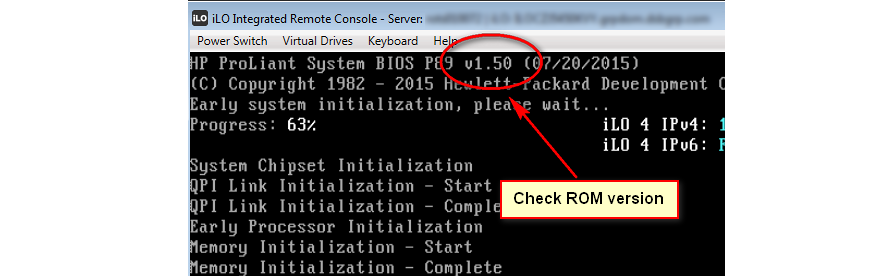 iLO iLO Integrated Remote Console - Server:
Power Switch Virtual Drives Keyboard Help
HP ProLiant System BIOS P89 v1.50 (07/20/2015)
(C) Copyright 1982 - 2015 Hewlett-Packard Development C
Early system initialization, please wait...
Progress: 63% iLO 4 IPv4: 1
iLO 4 IPv6: F
System Chipset Initialization
QPI Link Initialization - Start
QPI Link Initialization - Comple
Check ROM version
Early Processor Initialization
Memory Initialization - Start
Memory Initialization - Complete